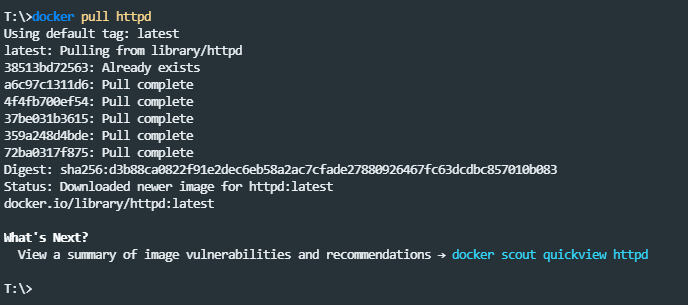 T:\>docker pull httpd
Using default tag: latest
latest: Pulling from library/httpd
38513bd72563: Already exists
a6c97c1311d6: Pull complete
4f4fb700ef54: Pull complete
37be031b3615: Pull complete
359a248d4bde: Pull complete
72ba0317f875: Pull complete
Digest: sha256:d3b88ca0822f91e2dec6eb58a2ac7cfade27880926467fc63dcdbc857010b083
Status: Downloaded newer image for httpd:latest
docker.io/library/httpd:latest
What's Next?
View a summary of image vulnerabilities and recommendations → docker scout quickview httpd
T:\>